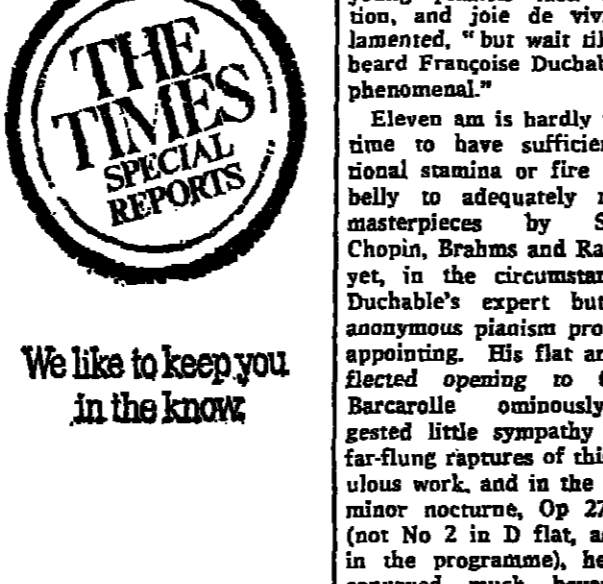 THE
TIMES
SPECIAL
REPORTS
We like to keep you
in the know.
tion, and joie de viv
lamented, "but wait til
heard Françoise Duchab
phenomenal."
Eleven am is hardly
time to have sufficie
tional stamina or fire
belly to adequately
masterpieces by S
Chopin, Brahms and Ra
yet, in the circumsta
Duchable's expert but
anonymous pianism pro
appointing. His flat a
flected opening to
Barcarolle ominously
gested little sympathy
far-flung raptures of thi
ulous work, and in the
minor nocturne, Op 27
(not No 2 in D flat, a
in the programme), he